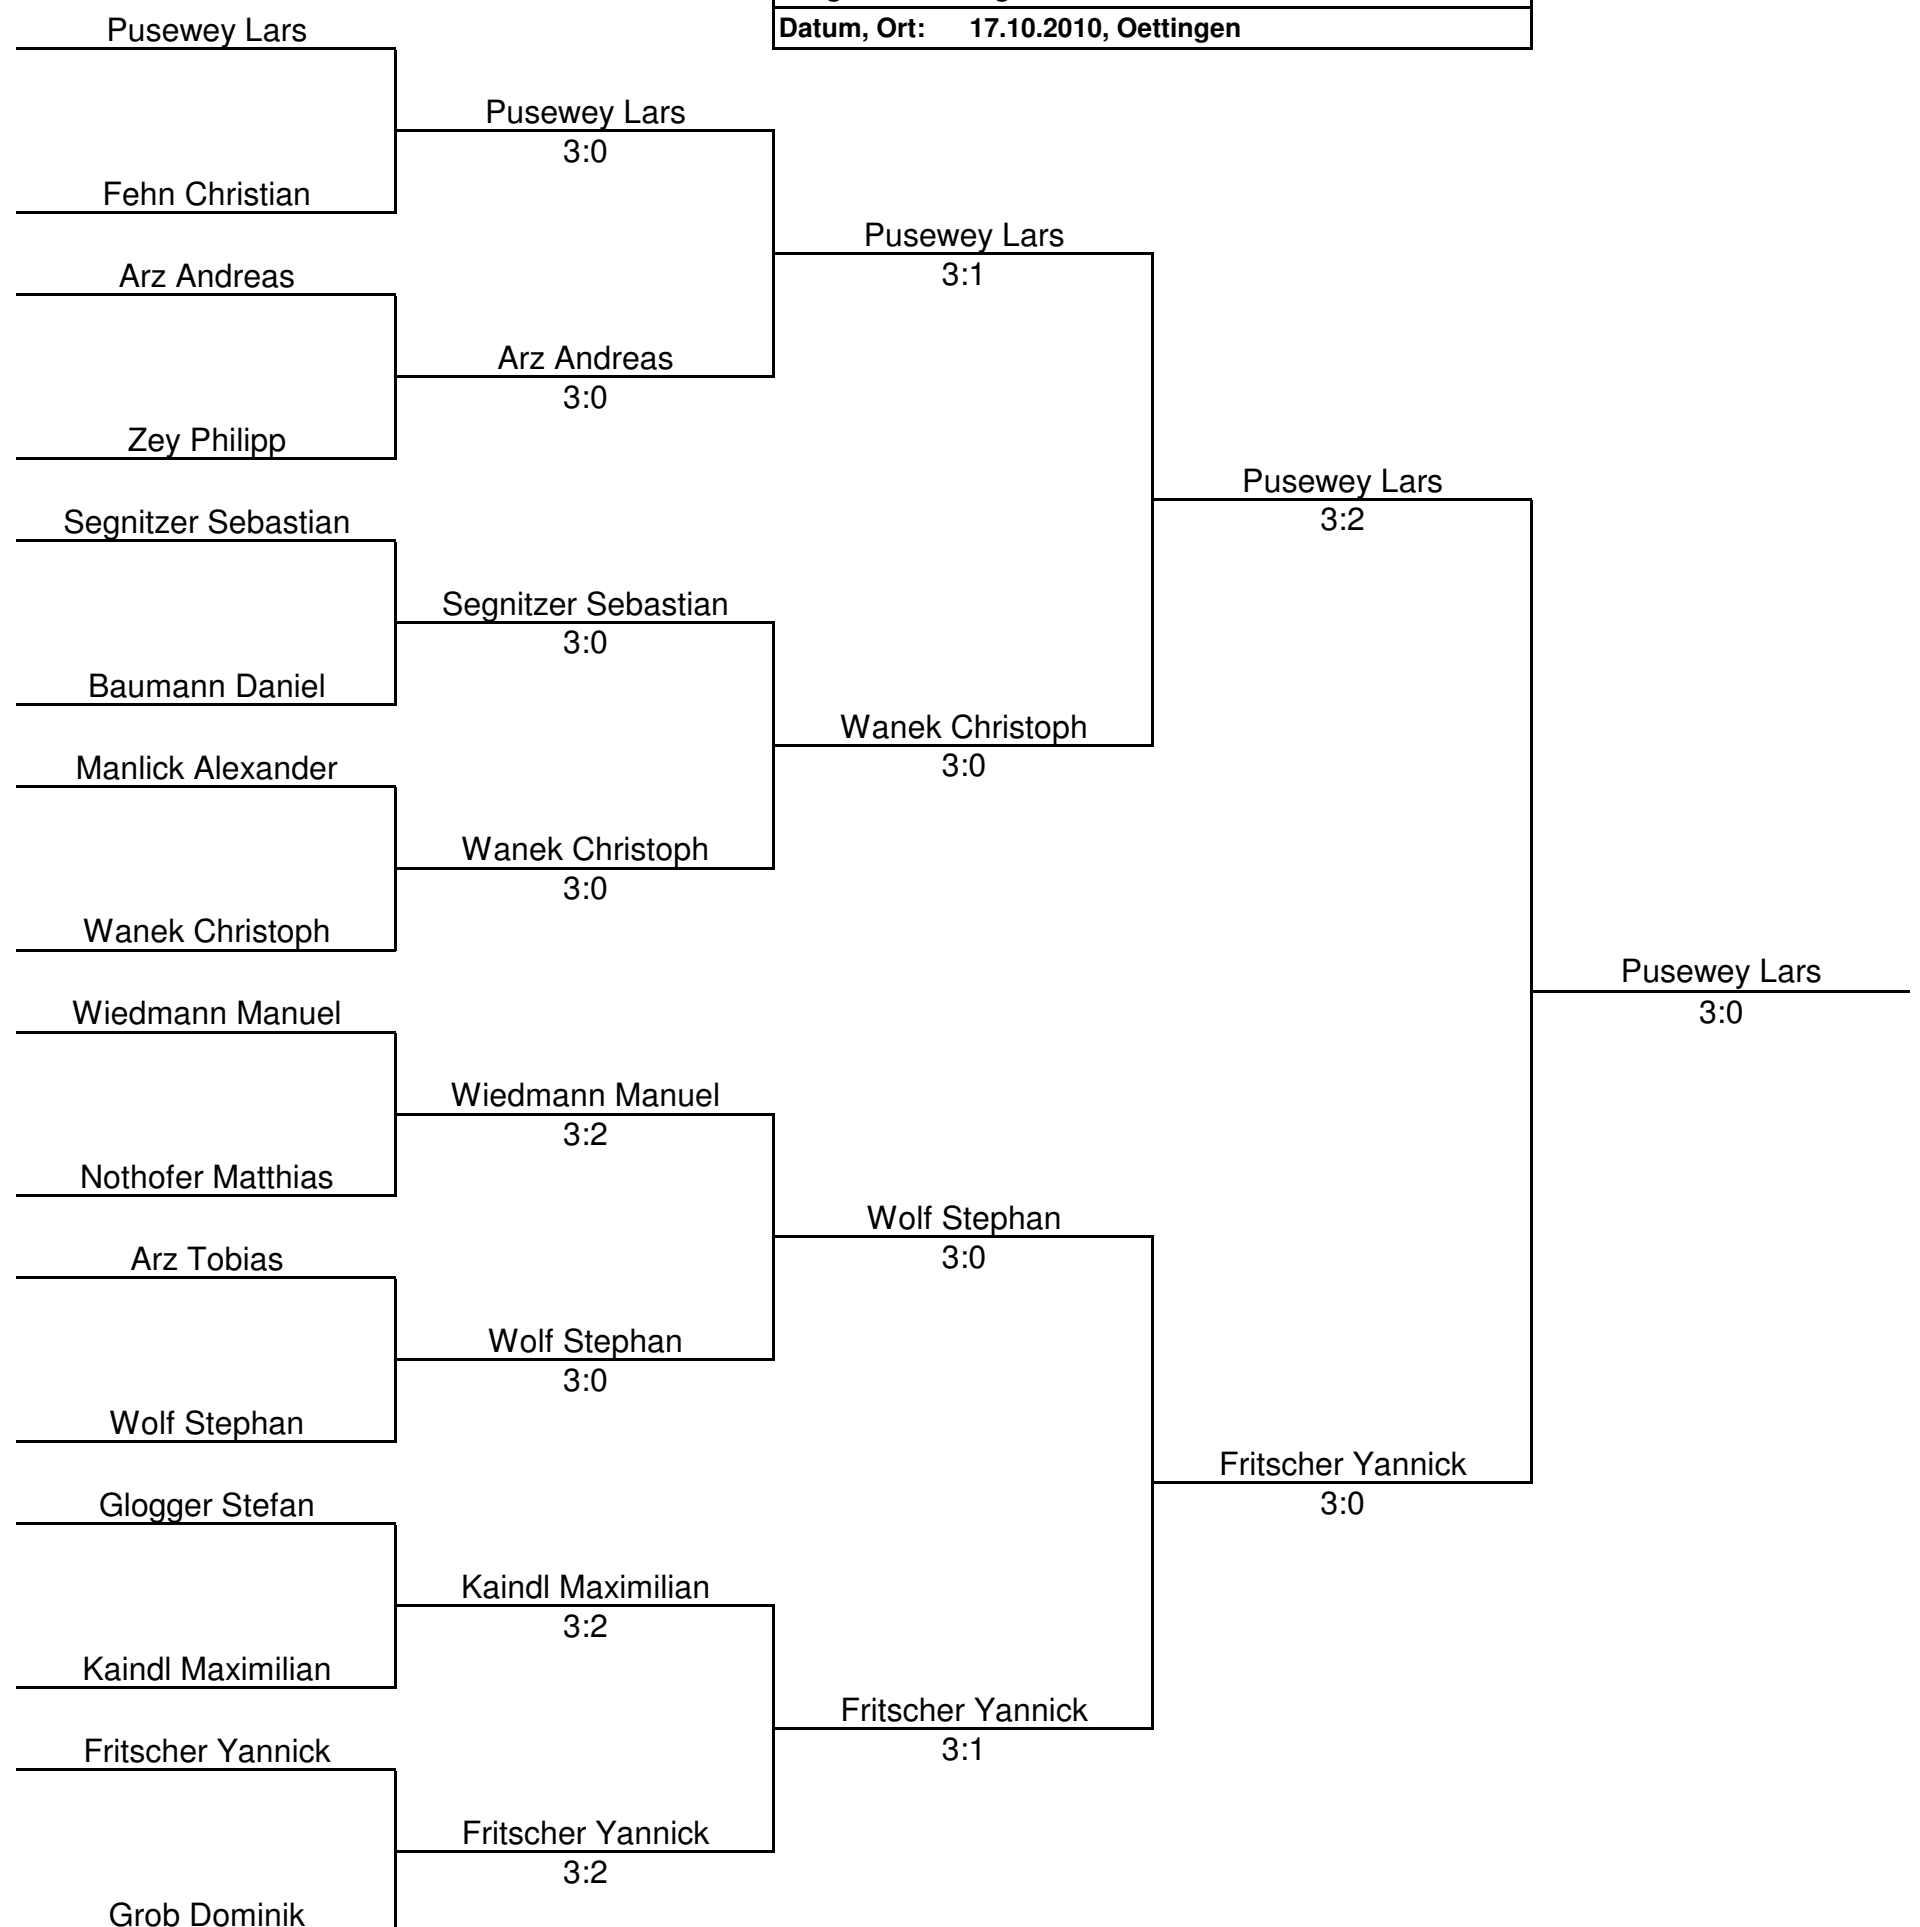 Datum, Ort: 17.10.2010, Oettingen
Pusewey Lars
Fehn Christian
Arz Andreas
Zey Philipp
Segnitzer Sebastian
Baumann Daniel
Manlick Alexander
Wanek Christoph
Wiedmann Manuel
Nothofer Matthias
Arz Tobias
Wolf Stephan
Glogger Stefan
Kaindl Maximilian
Fritscher Yannick
Grob Dominik
Pusewey Lars
3:0
Arz Andreas
3:0
Segnitzer Sebastian
3:0
Wanek Christoph
3:0
Wiedmann Manuel
3:2
Wolf Stephan
3:0
Kaindl Maximilian
3:2
Fritscher Yannick
3:2
Pusewey Lars
3:1
Wanek Christoph
3:0
Wolf Stephan
3:0
Fritscher Yannick
3:1
Pusewey Lars
3:2
Fritscher Yannick
3:0
Pusewey Lars
3:0